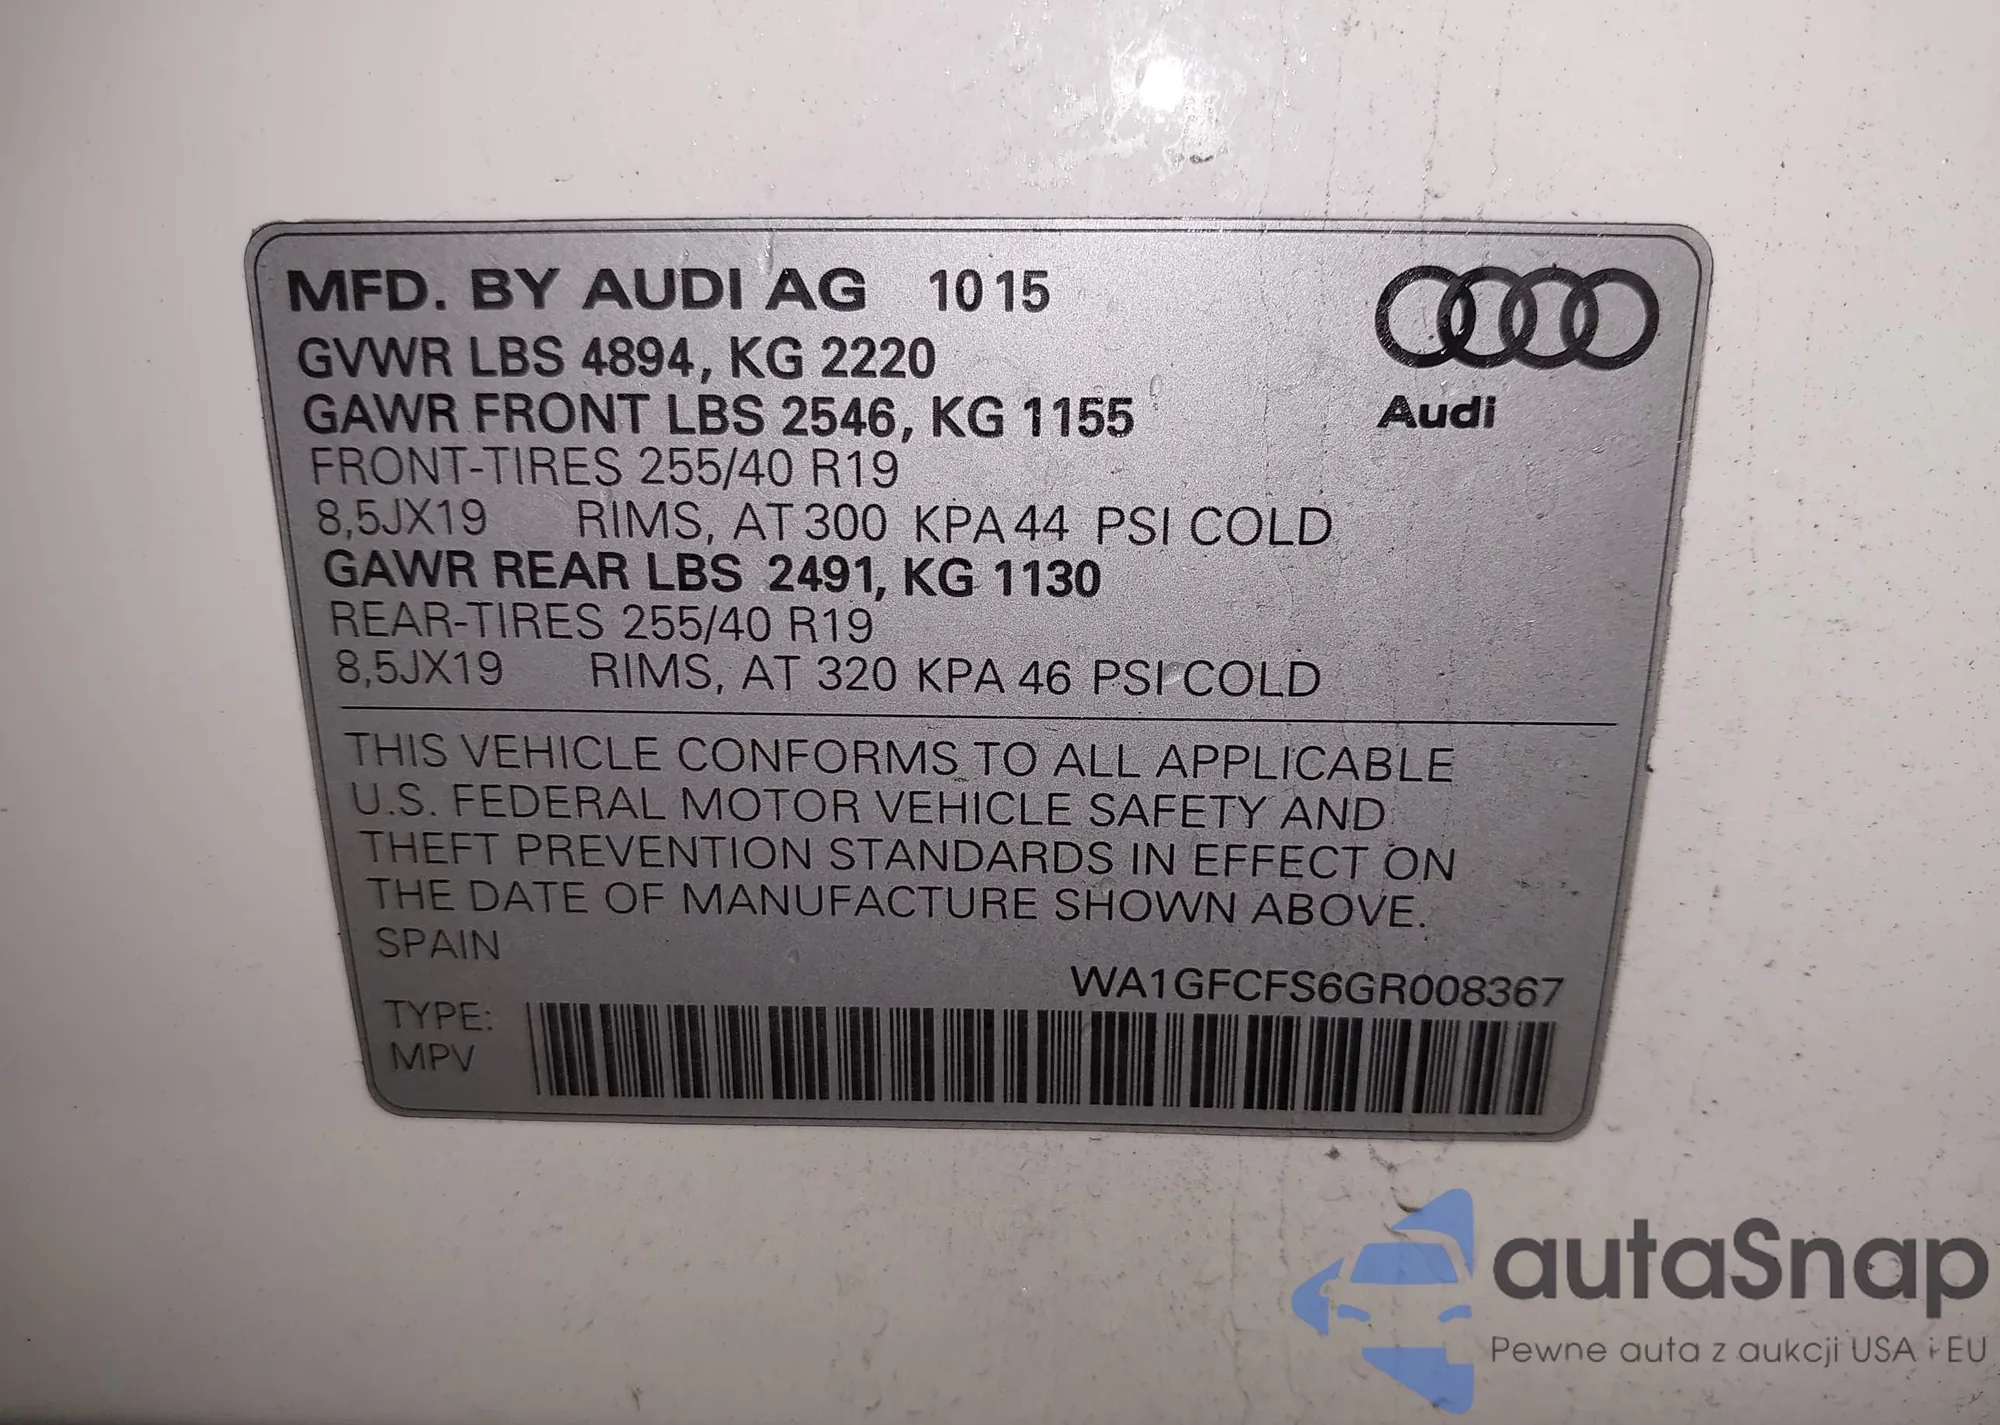 MFD. BY AUDI AG 10 15
GVWR LBS 4894, KG 2220
GAWR FRONT LBS 2546, KG 1155
FRONT-TIRES 255/40 R19
8,5JX19 RIMS, AT 300 KPA 44 PSI COLD
GAWR REAR LBS 2491, KG 1130
REAR-TIRES 255/40 R19
8,5JX19 RIMS, AT 320 KPA 46 PSI COLD
Audi
THIS VEHICLE CONFORMS TO ALL APPLICABLE
U.S. FEDERAL MOTOR VEHICLE SAFETY AND
THEFT PREVENTION STANDARDS IN EFFECT ON
THE DATE OF MANUFACTURE SHOWN ABOVE.
SPAIN
WA1GFCFS6GR008367
TYPE:
MPV
autaSnap
Pewne auta z aukcji USA i EU